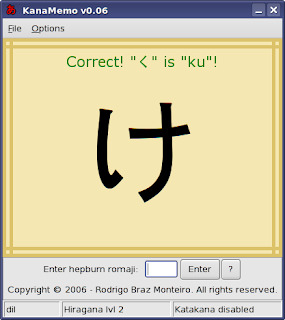 KanaMemo v0.06
File Options
Correct! "く" is "ku"!
け
Enter hepburn romaji: Enter ?
Copyright © 2006 - Rodrigo Braz Monteiro. All rights reserved.
dil Hiragana lvl 2 Katakana disabled